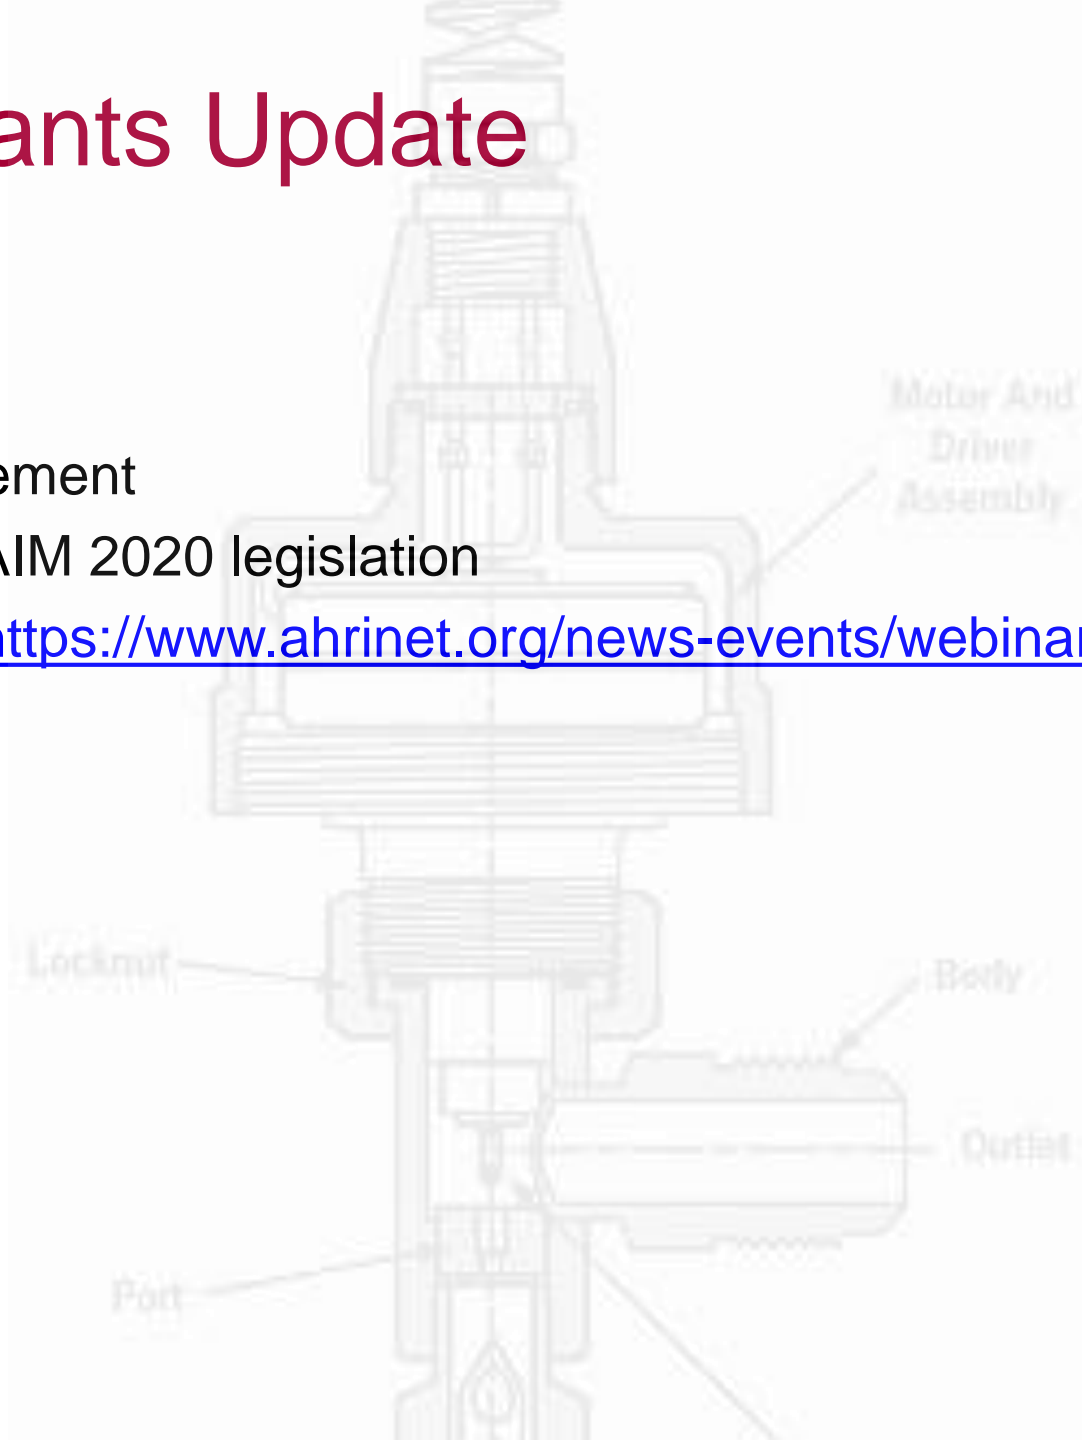 ants Update
ement
AIM 2020 legislation
https://www.ahrinet.org/news-events/webinar
Motor And
Driver
Assembly
Locknut
Body
Outlet
Port